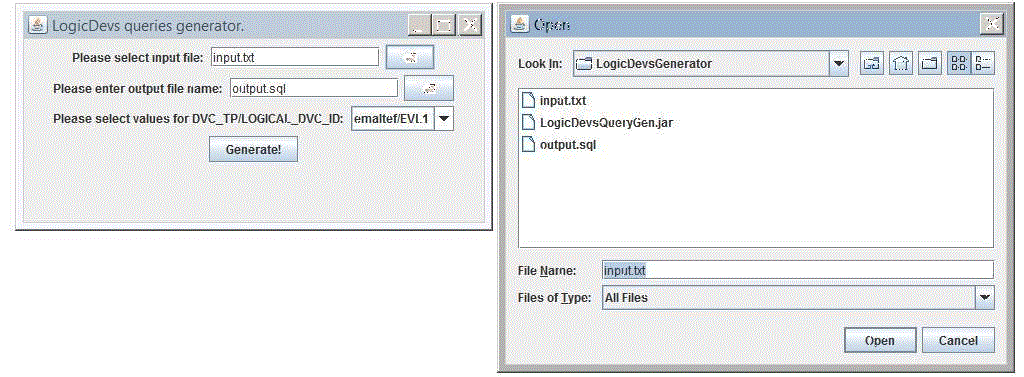 LogicDevs queries generator.
Please select input file: input.txt
Please enter output file name: output.sql
Please select values for DVC_TP/LOGICAL_DVC_ID: emaltef/EVL1
Generate!
Open
Look In: LogicDevsGenerator
input.txt
LogicDevsQueryGen.jar
output.sql
File Name: input.txt
Files of Type: All Files
Open Cancel